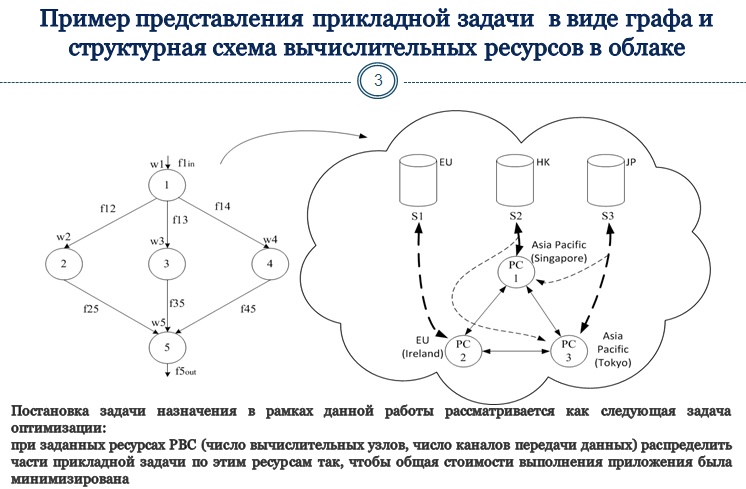 Пример представления прикладной задачи в виде графа и
структурная схема вычислительных ресурсов в облаке
3
w1 f1in
1
f12
f13
f14
w2
w3
w4
2
3
4
f25
f35
f45
w5
5
f5out
EU
HK
JP
S1
S2
S3
Asia Pacific
(Singapore)
PC
1
EU
(Ireland)
PC
2
PC
3
Asia
Pacific
(Tokyo)
Постановка задачи назначения в рамках данной работы рассматривается как следующая задача
оптимизации:
при заданных ресурсах РВС (число вычислительных узлов, число каналов передачи данных) распределить
части прикладной задачи по этим ресурсам так, чтобы общая стоимости выполнения приложения была
минимизирована